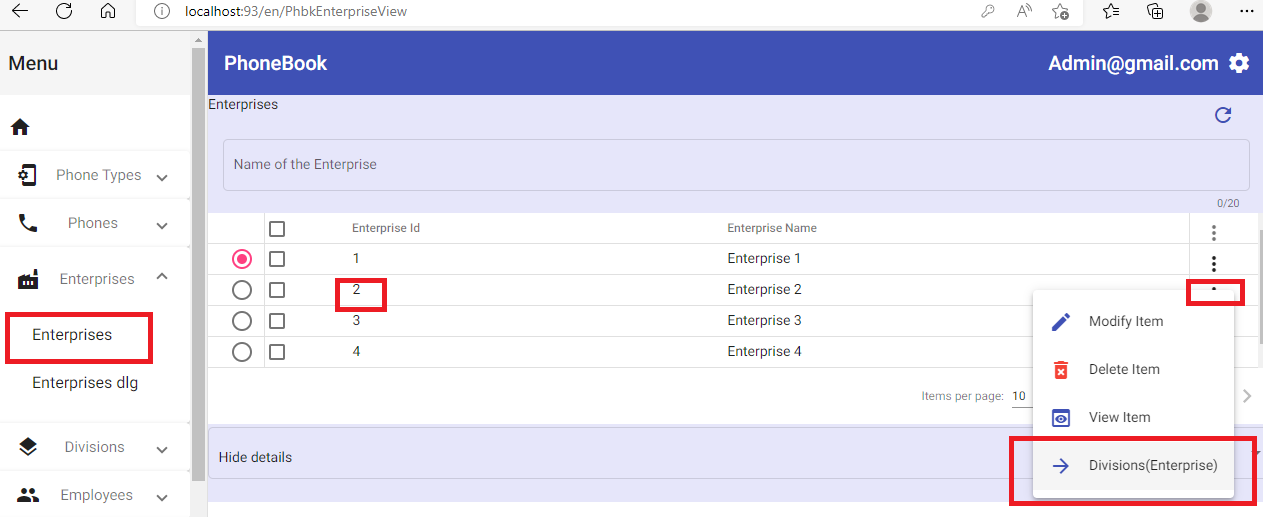 localhost:93/en/PhbkEnterpriseView
Menu
PhoneBook
Admin@gmail.com
Enterprises
Name of the Enterprise
0/20
Phone Types
Phones
Enterprises
Enterprises
Enterprises dlg
Divisions
Employees
Enterprise Id Enterprise Name
1 Enterprise 1
2 Enterprise 2
3 Enterprise 3
4 Enterprise 4
Items per page: 10
Hide details
Modify Item
Delete Item
View Item
Divisions(Enterprise)